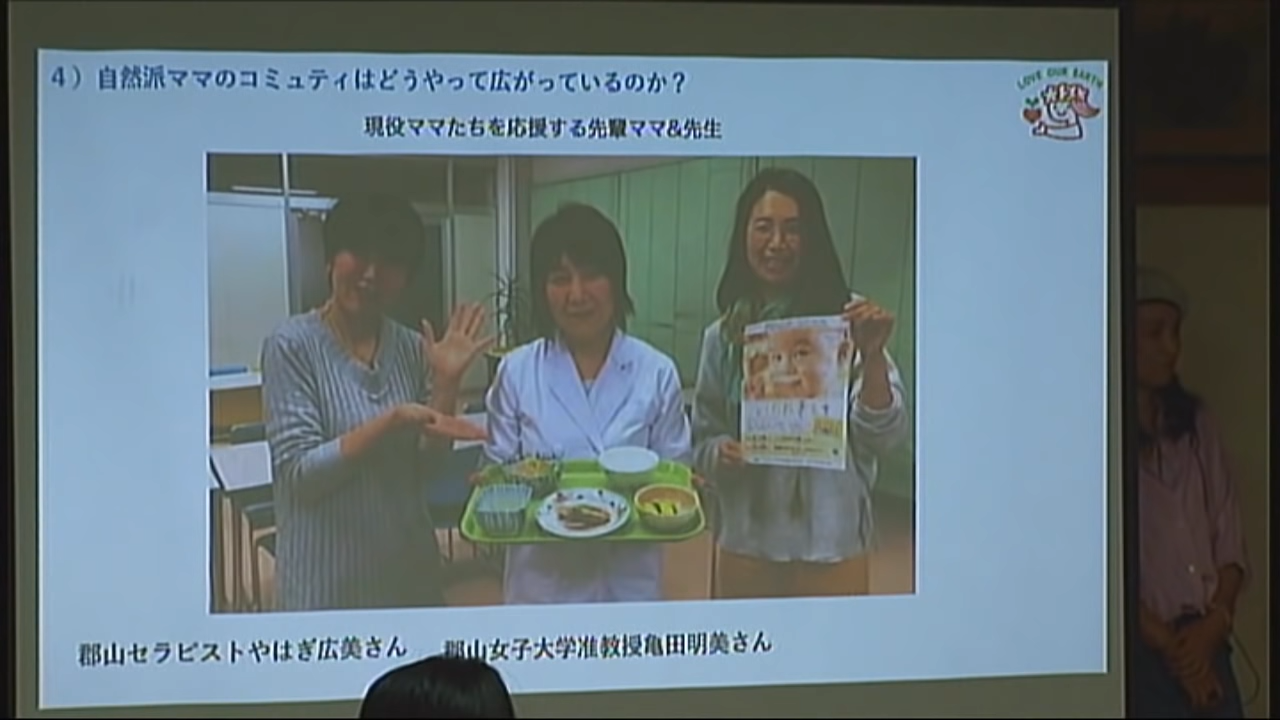 4）自然派ママのコミュティはどうやって広がっているのか？
LOVE OUR EARTH
現役ママたちを応援する先輩ママ&先生
郡山セラピストやはぎ広美さん 郡山女子大学准教授亀田明美さん